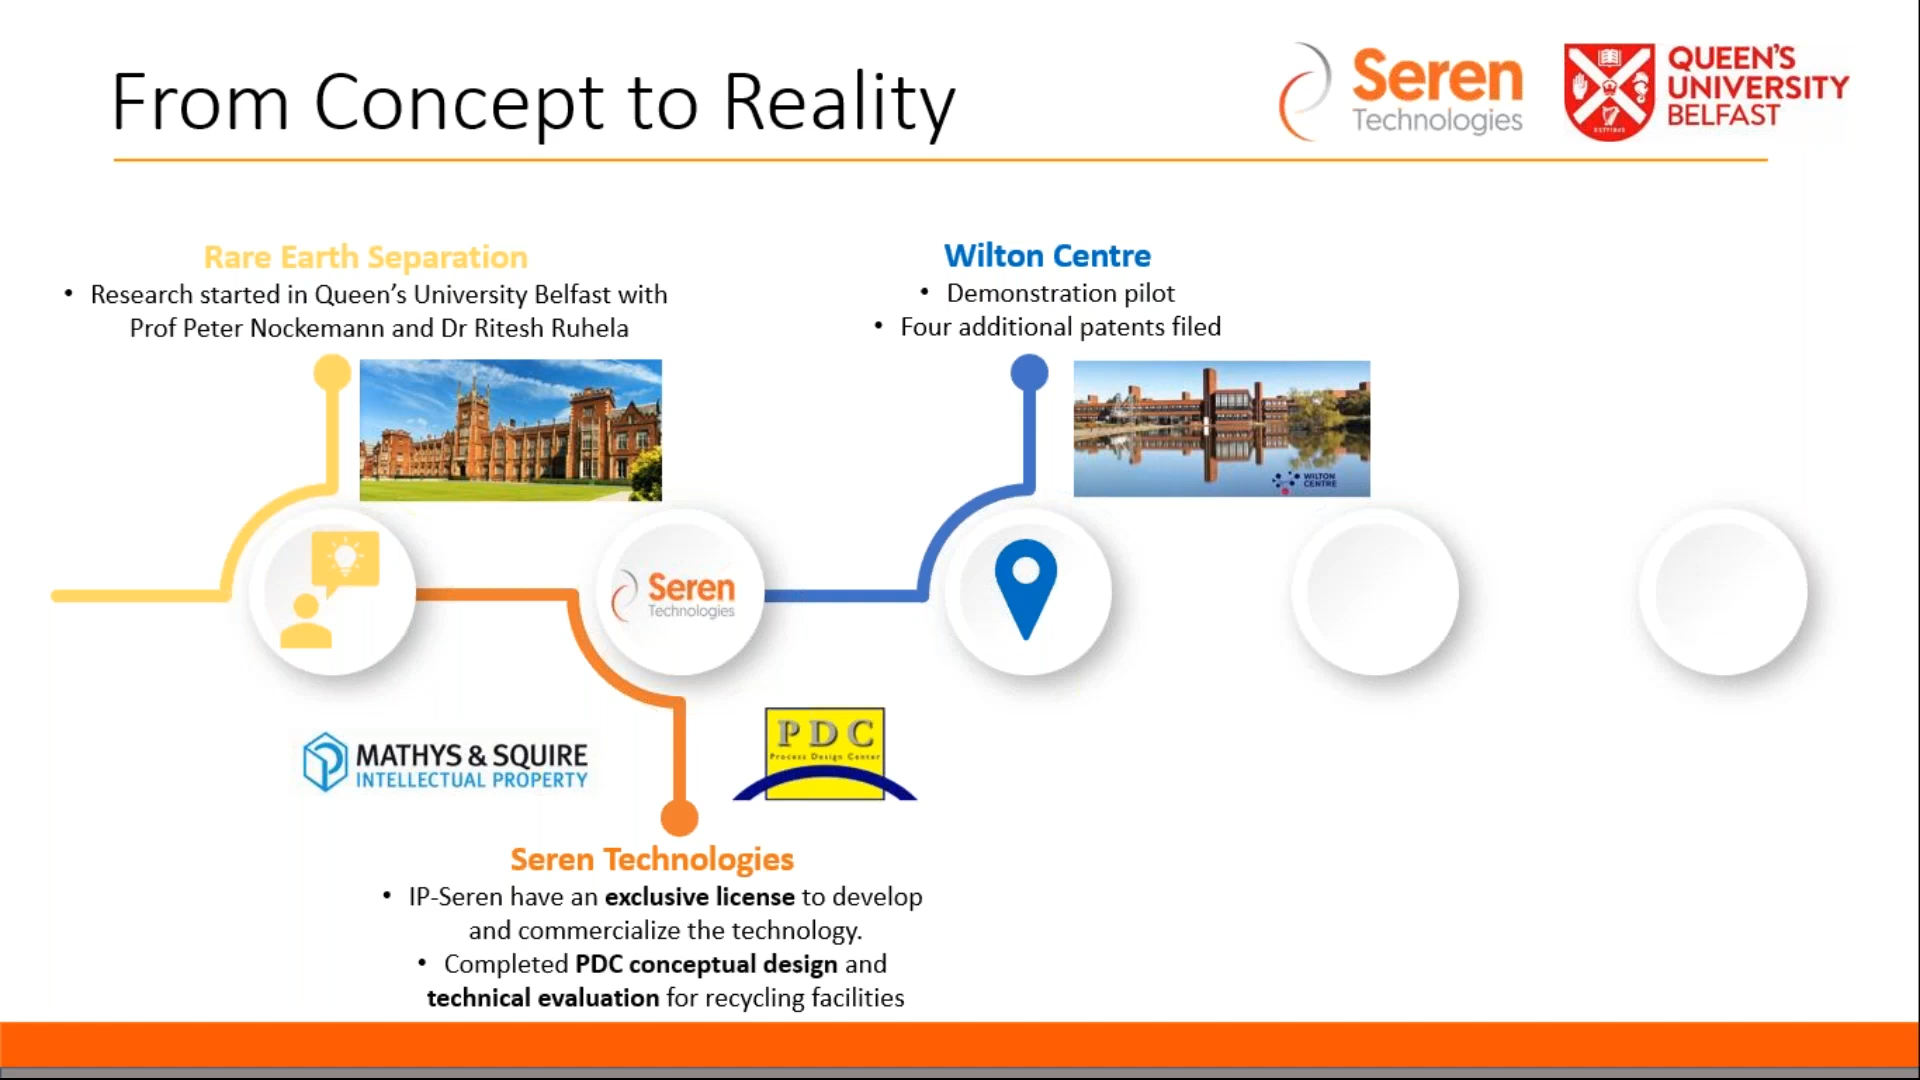 From Concept to Reality
Seren
Technologies
QUEEN'S
UNIVERSITY
BELFAST
ESTD1845
Rare Earth Separation
• Research started in Queen's University Belfast with
Prof Peter Nockemann and Dr Ritesh Ruhela
Wilton Centre
• Demonstration pilot
• Four additional patents filed
WILTON
CENTRE
Seren
Technologies
MATHYS & SQUIRE
INTELLECTUAL PROPERTY
PDC
Process Design Center
Seren Technologies
• IP-Seren have an exclusive license to develop
and commercialize the technology.
• Completed PDC conceptual design and
technical evaluation for recycling facilities